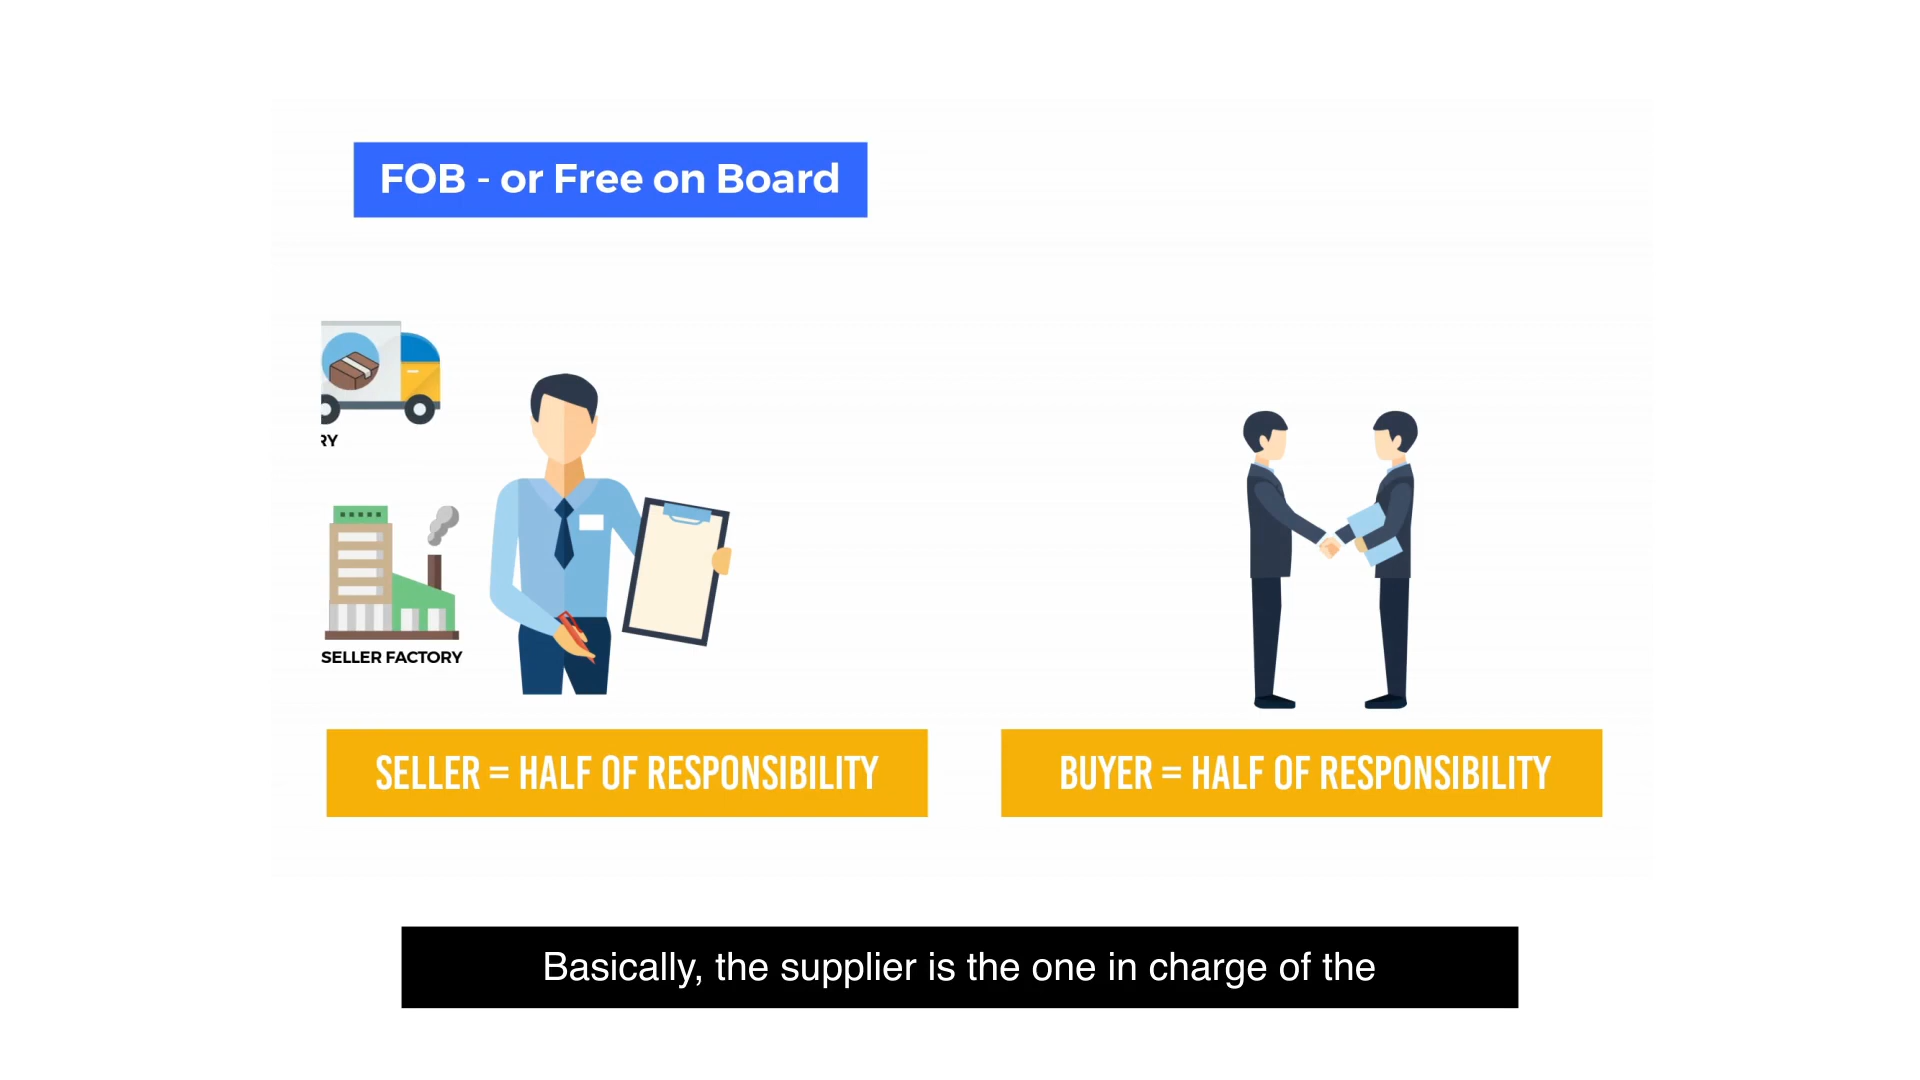 FOB - or Free on Board
RY
SELLER FACTORY
SELLER = HALF OF RESPONSIBILITY
BUYER = HALF OF RESPONSIBILITY
Basically, the supplier is the one in charge of the